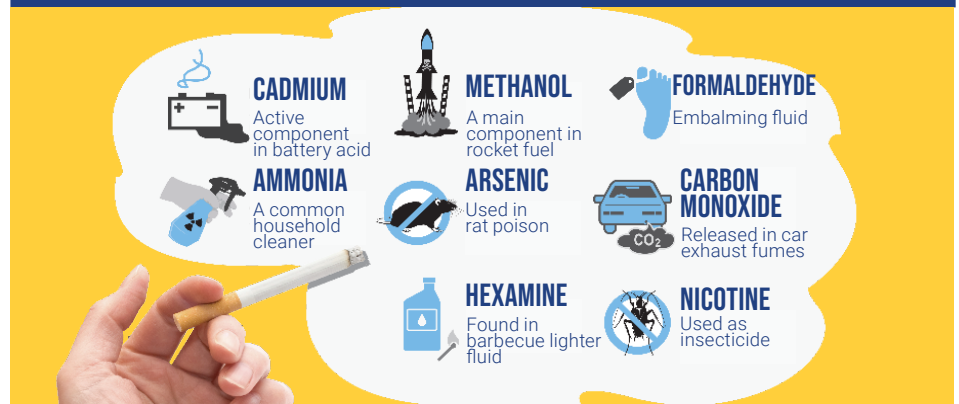 CADMIUM
Active
component
in battery acid
METHANOL
A main
component in
rocket fuel
FORMALDEHYDE
Embalming fluid
AMMONIA
A common
household
cleaner
ARSENIC
Used in
rat poison
CARBON
MONOXIDE
CO₂
Released in car
exhaust fumes
HEXAMINE
Found in
barbecue lighter
fluid
NICOTINE
Used as
insecticide